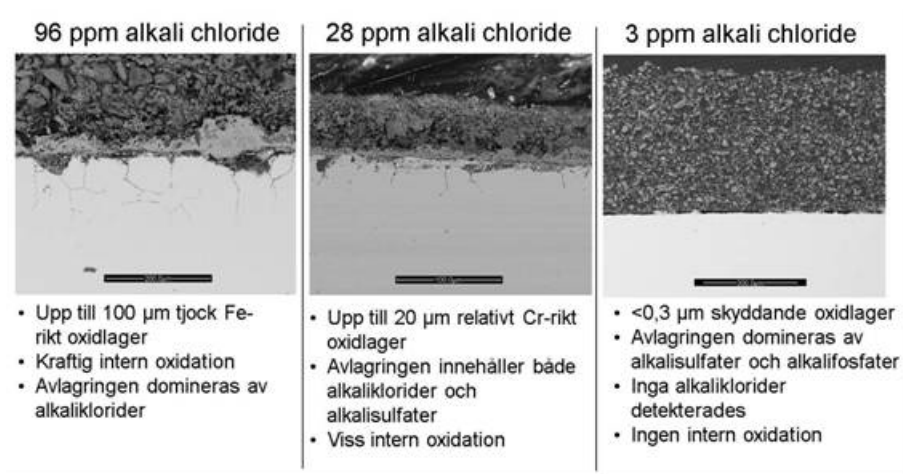 96 ppm alkali chloride
28 ppm alkali chloride
3 ppm alkali chloride
• Upp till 100 µm tjock Fe-
rikt oxidlager
• Kraftig intern oxidation
• Avlagringen domineras av
alkaliklorider
• Upp till 20 µm relativt Cr-rikt
oxidlager
• Avlagringen innehåller både
alkaliklorider och
alkalisulfater
• Viss intern oxidation
• <0,3 µm skyddande oxidlager
• Avlagringen domineras av
alkalisulfater och alkalifosfater
• Inga alkaliklorider
detekterades
• Ingen intern oxidation